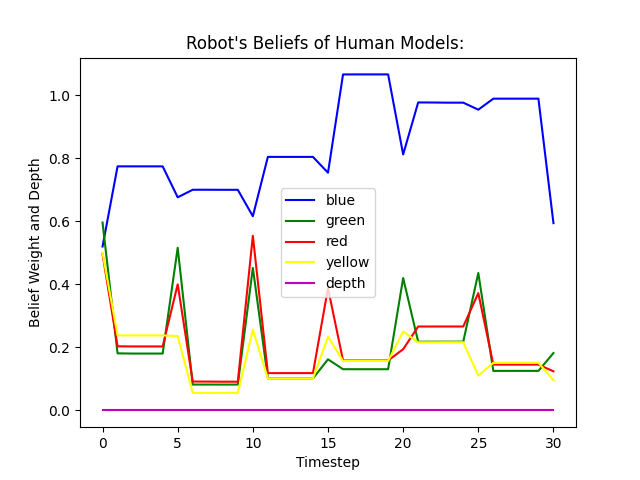 Robot's Beliefs of Human Models:
Belief Weight and Depth
1.0
0.8
0.6
0.4
0.2
0.0
blue
green
red
yellow
depth
0 5 10 15 20 25 30
Timestep